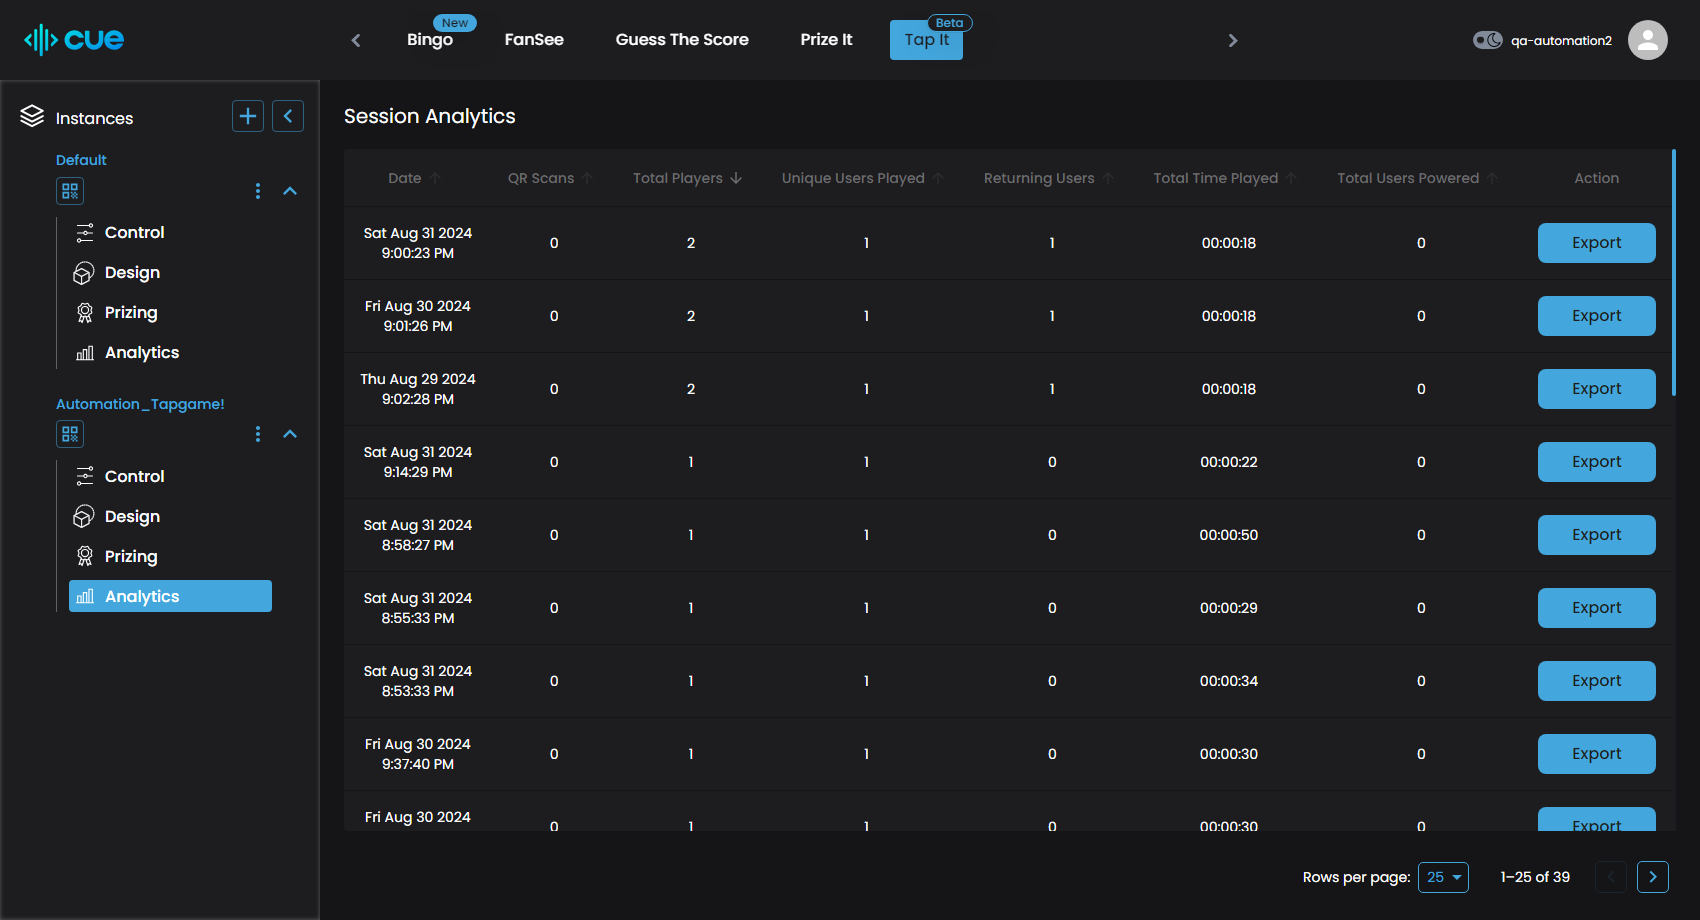 cue
Bingo
New
FanSee
Guess The Score
Prize It
Tap It
Beta
qa-automation2
Instances
Default
Control
Design
Prizing
Analytics
Automation_Tapgame!
Control
Design
Prizing
Analytics
Session Analytics
Date QR Scans Total Players Unique Users Played Returning Users Total Time Played Total Users Powered Action
Sat Aug 31 2024
9:00:23 PM 0 2 1 1 00:00:18 0 Export
Fri Aug 30 2024
9:01:26 PM 0 2 1 1 00:00:18 0 Export
Thu Aug 29 2024
9:02:28 PM 0 2 1 1 00:00:18 0 Export
Sat Aug 31 2024
9:14:29 PM 0 1 1 0 00:00:22 0 Export
Sat Aug 31 2024
8:58:27 PM 0 1 1 0 00:00:50 0 Export
Sat Aug 31 2024
8:55:33 PM 0 1 1 0 00:00:29 0 Export
Sat Aug 31 2024
8:53:33 PM 0 1 1 0 00:00:34 0 Export
Fri Aug 30 2024
9:37:40 PM 0 1 1 0 00:00:30 0 Export
Fri Aug 30 2024
0 1 1 0 00:00:30 0 Export
Rows per page: 25 1–25 of 39